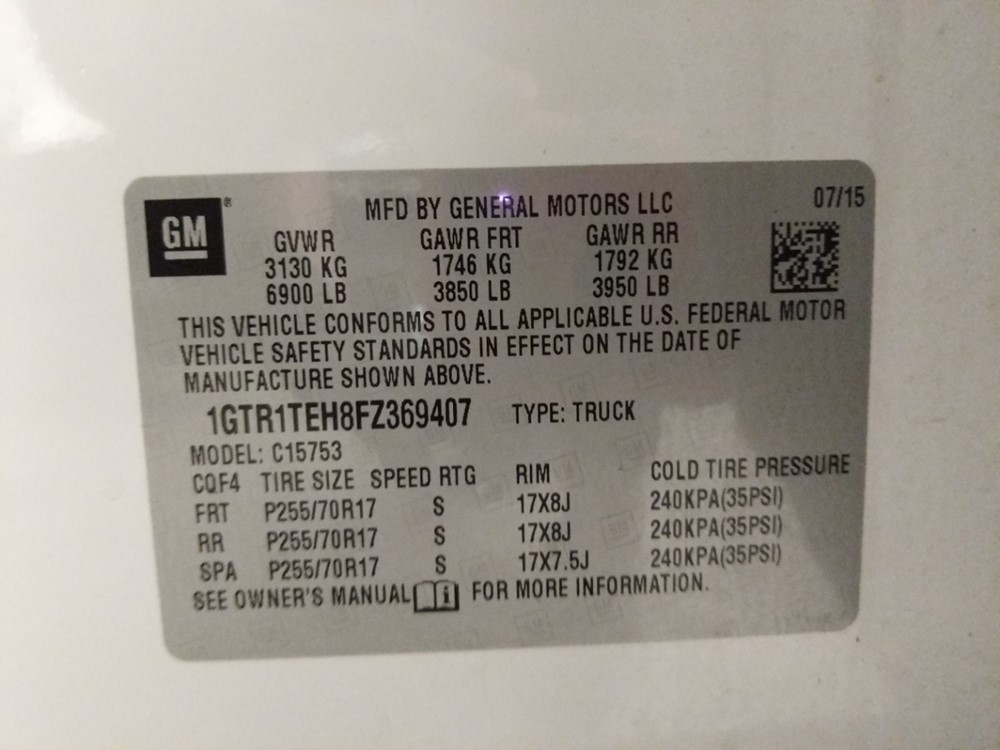 GM®
MFD BY GENERAL MOTORS LLC 07/15
GVWR GAWR FRT GAWR RR
3130 KG 1746 KG 1792 KG
6900 LB 3850 LB 3950 LB
THIS VEHICLE CONFORMS TO ALL APPLICABLE U.S. FEDERAL MOTOR
VEHICLE SAFETY STANDARDS IN EFFECT ON THE DATE OF
MANUFACTURE SHOWN ABOVE.
1GTR1TEH8FZ369407 TYPE: TRUCK
MODEL: C15753
CQF4 TIRE SIZE SPEED RTG RIM COLD TIRE PRESSURE
FRT P255/70R17 S 17X8J 240KPA(35PSI)
RR P255/70R17 S 17X8J 240KPA(35PSI)
SPA P255/70R17 S 17X7.5J 240KPA(35PSI)
SEE OWNER'S MANUAL i FOR MORE INFORMATION.